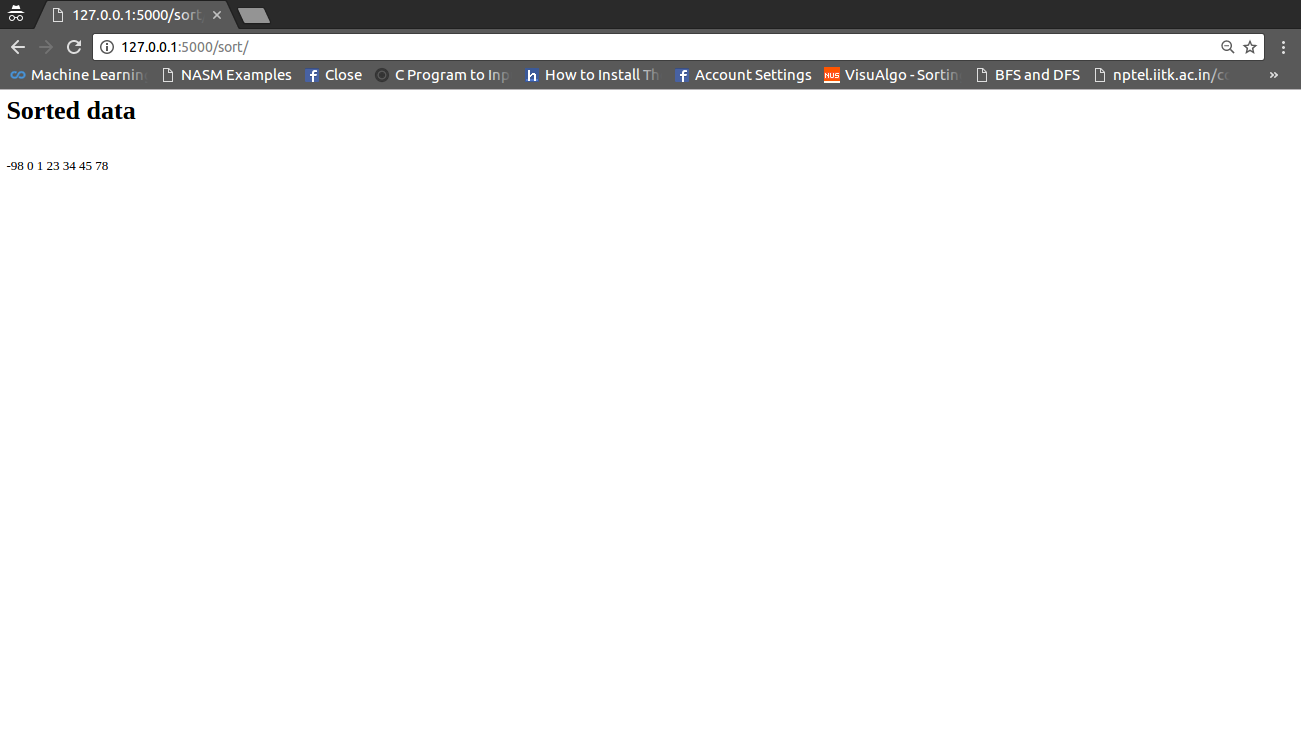 127.0.0.1:5000/sort
127.0.0.1:5000/sort/
Machine Learning NASM Examples f Close C Program to Inp h How to Install Th f Account Settings NUS VisuAlgo - Sortin BFS and DFS nptel.iitk.ac.in/co »
Sorted data
-98 0 1 23 34 45 78